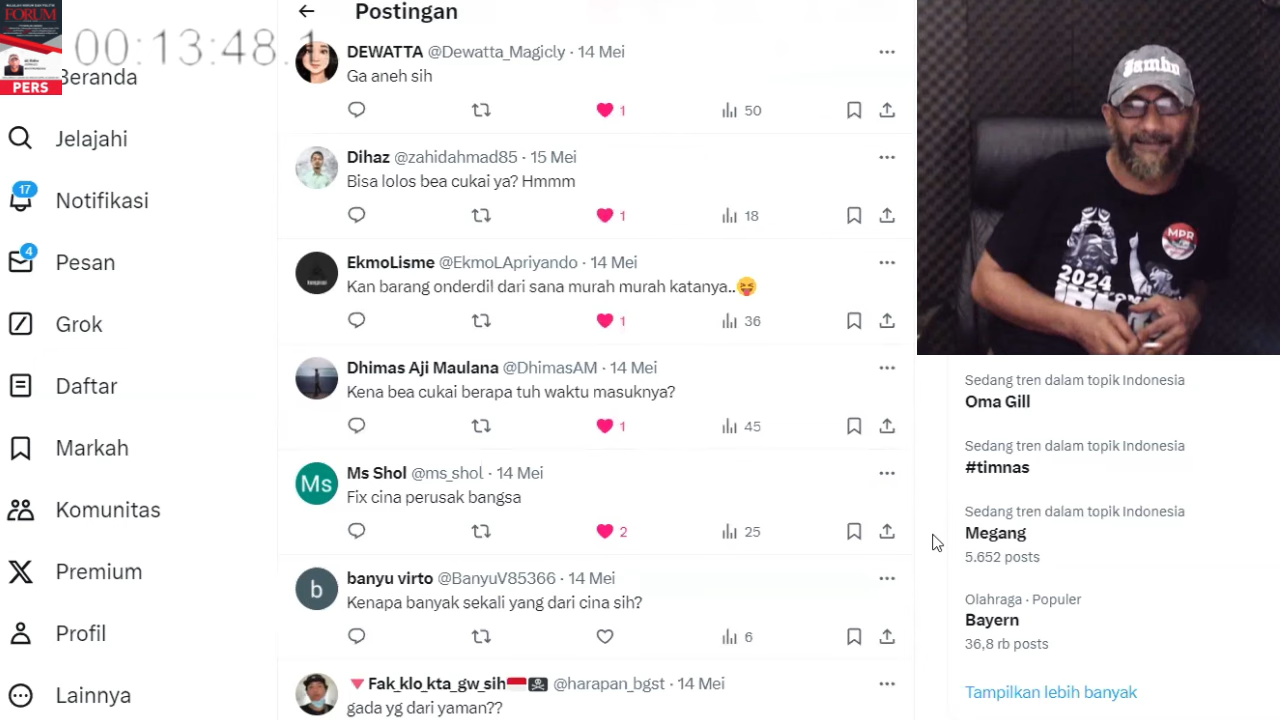 FORUM
PERS
00:13:48.1
Postingan
Beranda
Jelajahi
17
Notifikasi
4
Pesan
Grok
Daftar
Markah
Komunitas
Premium
Profil
Lainnya
DEWATTA @Dewatta_Magicly · 14 Mei
Ga aneh sih
1
50
Dihaz @zahidahmad85 · 15 Mei
Bisa lolos bea cukai ya? Hmmm
1
18
EkmoLisme @EkmoLApriyando · 14 Mei
Kan barang onderdil dari sana murah murah katanya..😝
1
36
Dhimas Aji Maulana @DhimasAM · 14 Mei
Kena bea cukai berapa tuh waktu masuknya?
1
45
Ms
Ms Shol @ms_shol · 14 Mei
Fix cina perusak bangsa
2
25
b
banyu virto @BanyuV85366 · 14 Mei
Kenapa banyak sekali yang dari cina sih?
6
🔻Fak_klo_kta_gw_sih🇮🇩🏴‍☠️ @harapan_bgst · 14 Mei
gada yg dari yaman??
Jambo
MPR
2024
Sedang tren dalam topik Indonesia
Oma Gill
Sedang tren dalam topik Indonesia
#timnas
Sedang tren dalam topik Indonesia
Megang
5.652 posts
Olahraga · Populer
Bayern
36,8 rb posts
Tampilkan lebih banyak